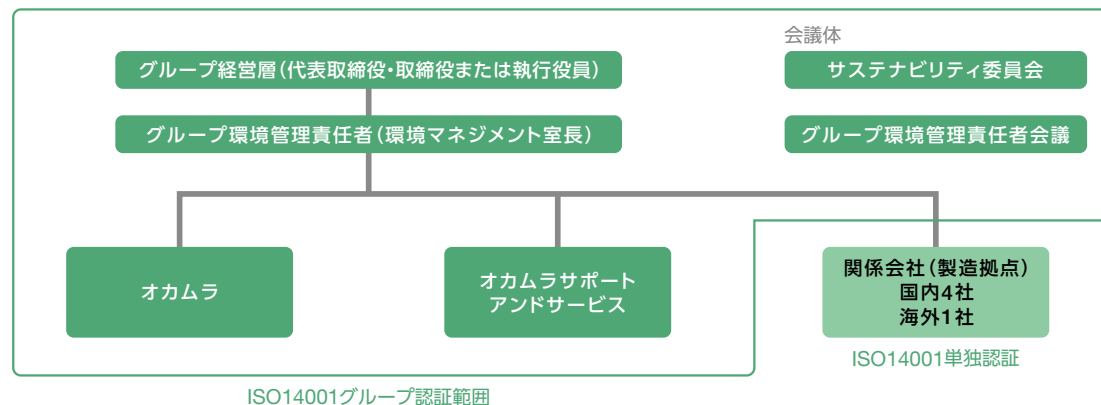 会議体
グループ経営層（代表取締役・取締役または執行役員）
サステナビリティ委員会
グループ環境管理責任者（環境マネジメント室長）
グループ環境管理責任者会議
オカムラ
オカムラサポート
アンドサービス
関係会社（製造拠点）
国内4社
海外1社
ISO14001単独認証
ISO14001グループ認証範囲